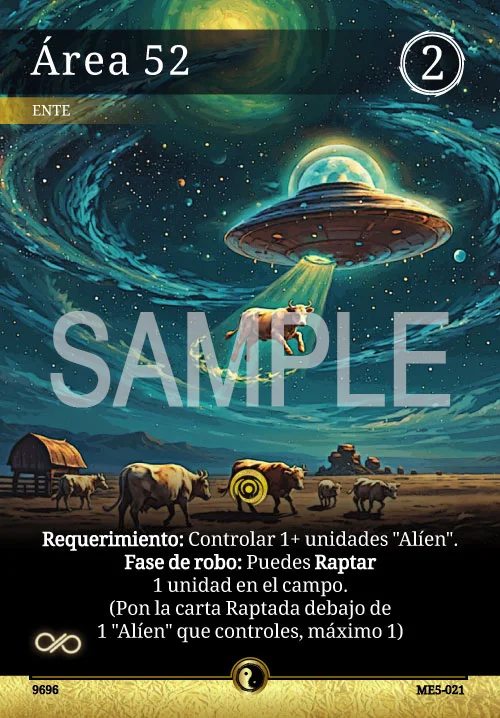 Área 52
2
ENTE
SAMPLE
Requerimiento: Controlar 1+ unidades "Alíen".
Fase de robo: Puedes Raptar
1 unidad en el campo.
(Pon la carta Raptada debajo de
1 "Alíen" que controles, máximo 1)
9696
ME5-021